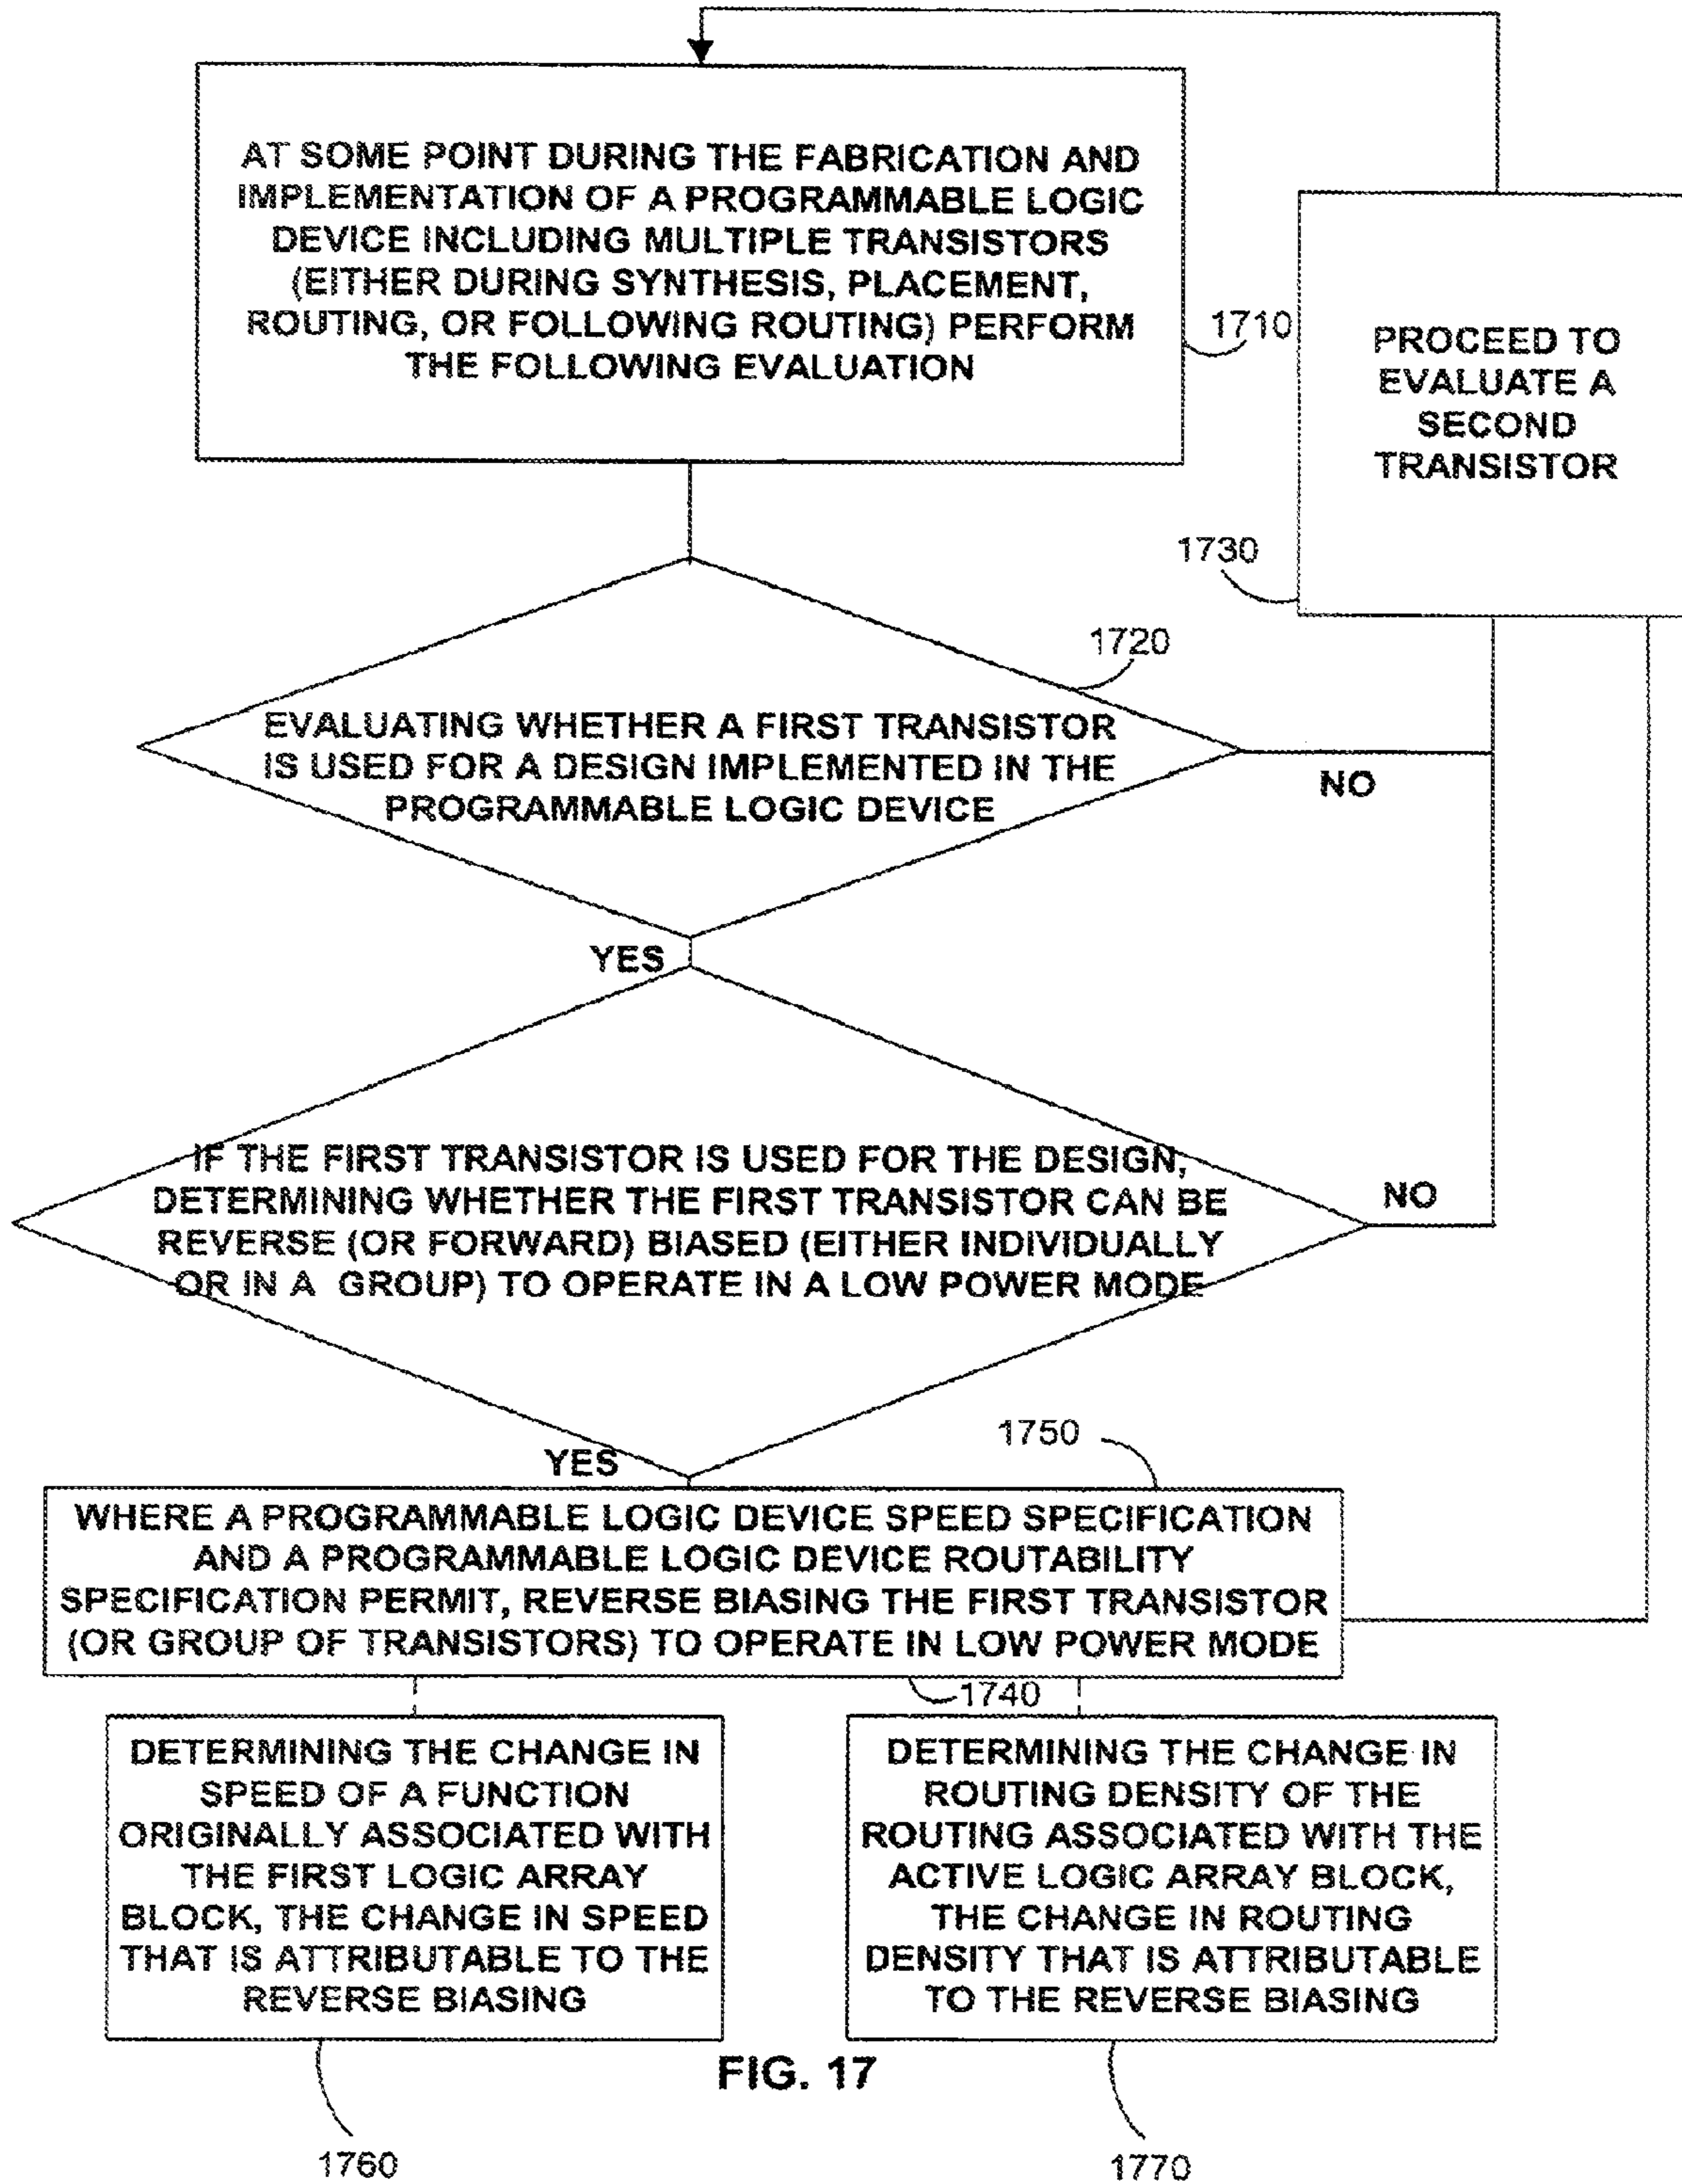 AT SOME POINT DURING THE FABRICATION AND
IMPLEMENTATION OF A PROGRAMMABLE LOGIC
DEVICE INCLUDING MULTIPLE TRANSISTORS
(EITHER DURING SYNTHESIS, PLACEMENT,
ROUTING, OR FOLLOWING ROUTING) PERFORM
THE FOLLOWING EVALUATION
1710
PROCEED TO
EVALUATE A
SECOND
TRANSISTOR
1730
1720
EVALUATING WHETHER A FIRST TRANSISTOR
IS USED FOR A DESIGN IMPLEMENTED IN THE
PROGRAMMABLE LOGIC DEVICE
NO
YES
IF THE FIRST TRANSISTOR IS USED FOR THE DESIGN,
DETERMINING WHETHER THE FIRST TRANSISTOR CAN BE
REVERSE (OR FORWARD) BIASED (EITHER INDIVIDUALLY
OR IN A GROUP) TO OPERATE IN A LOW POWER MODE
NO
YES
1750
WHERE A PROGRAMMABLE LOGIC DEVICE SPEED SPECIFICATION
AND A PROGRAMMABLE LOGIC DEVICE ROUTABILITY
SPECIFICATION PERMIT, REVERSE BIASING THE FIRST TRANSISTOR
(OR GROUP OF TRANSISTORS) TO OPERATE IN LOW POWER MODE
1740
DETERMINING THE CHANGE IN
SPEED OF A FUNCTION
ORIGINALLY ASSOCIATED WITH
THE FIRST LOGIC ARRAY
BLOCK, THE CHANGE IN SPEED
THAT IS ATTRIBUTABLE TO THE
REVERSE BIASING
DETERMINING THE CHANGE IN
ROUTING DENSITY OF THE
ROUTING ASSOCIATED WITH THE
ACTIVE LOGIC ARRAY BLOCK,
THE CHANGE IN ROUTING
DENSITY THAT IS ATTRIBUTABLE
TO THE REVERSE BIASING
FIG. 17
1760
1770